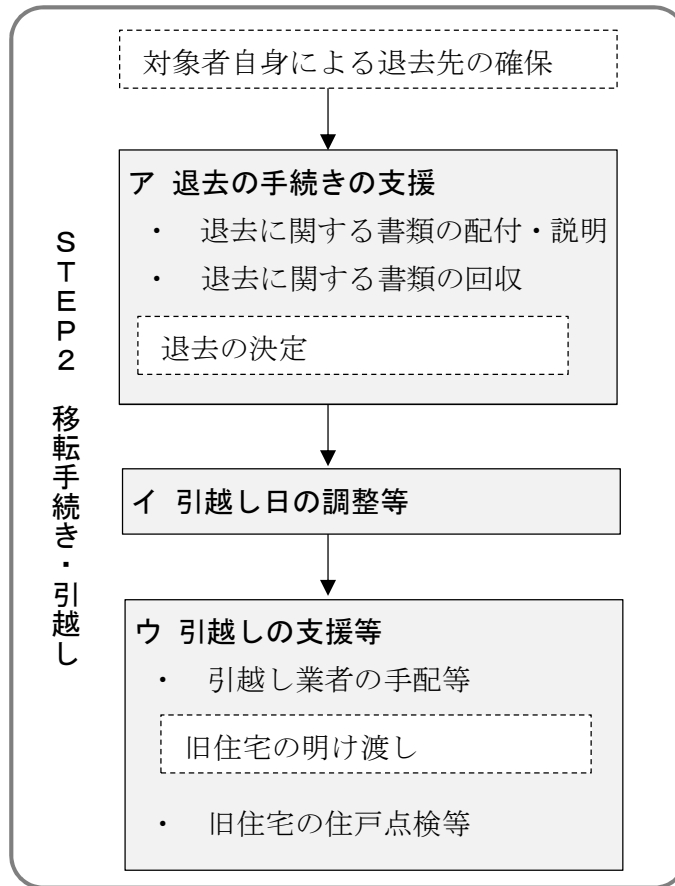 STEP2 移転手続き・引越し
対象者自身による退去先の確保
ア 退去の手続きの支援
・ 退去に関する書類の配付・説明
・ 退去に関する書類の回収
退去の決定
イ 引越し日の調整等
ウ 引越しの支援等
・ 引越し業者の手配等
旧住宅の明け渡し
・ 旧住宅の住戸点検等